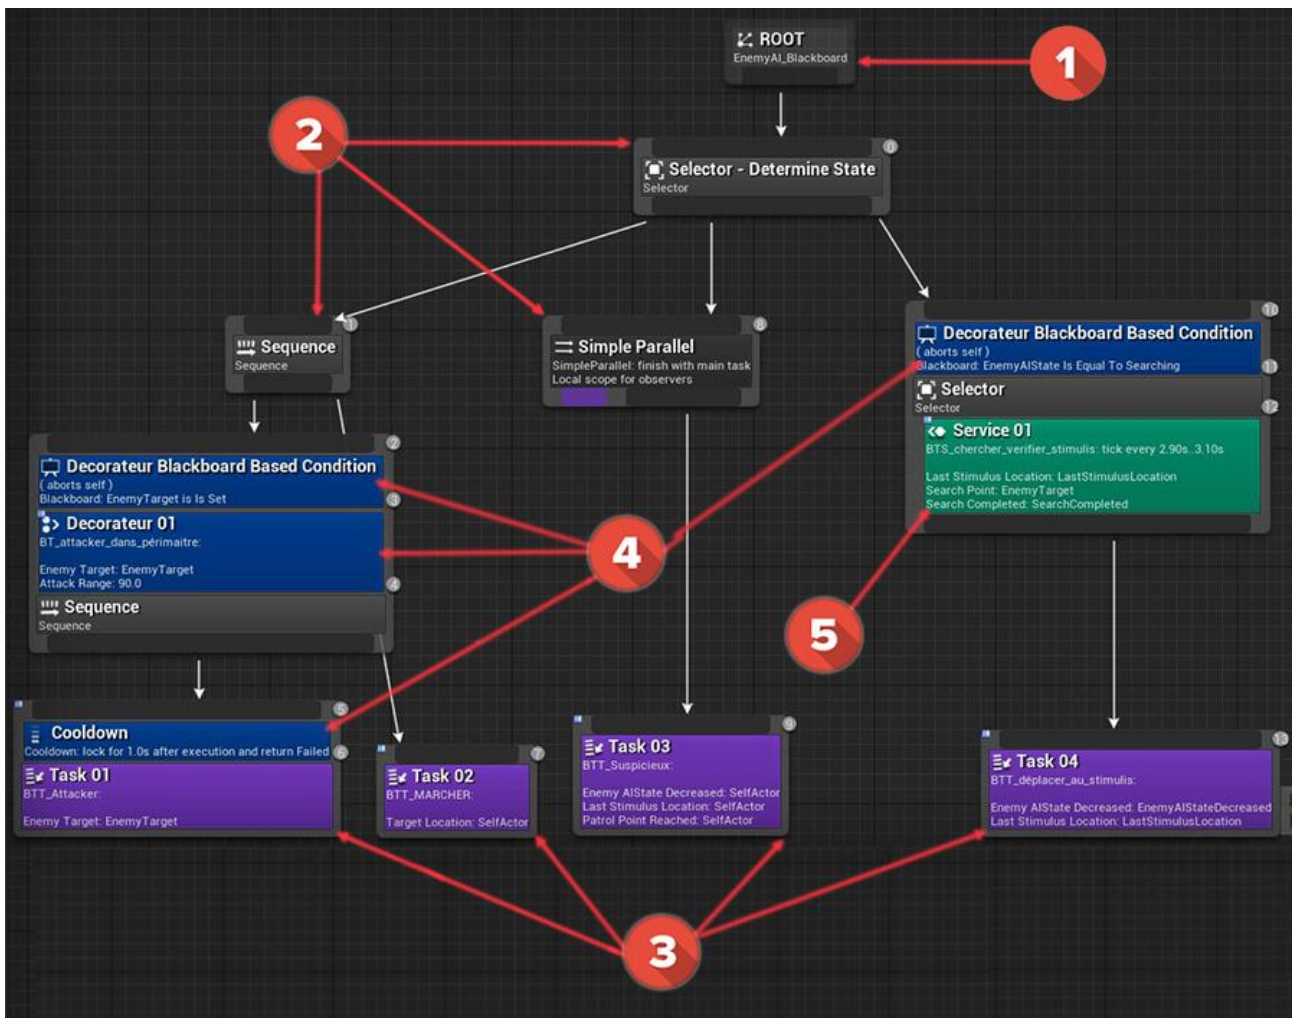 ROOT
EnemyAI_Blackboard
1
2
0
Selector - Determine State
Selector
1
Sequence
Sequence
8
Simple Parallel
SimpleParallel: finish with main task
Local scope for observers
10
Decorateur Blackboard Based Condition
( aborts self )
Blackboard: EnemyAIState Is Equal To Searching
11
Selector
Selector
12
Service 01
BTS_chercher_verifier_stimulis: tick every 2.90s..3.10s
Last Stimulus Location: LastStimulusLocation
Search Point: EnemyTarget
Search Completed: SearchCompleted
2
Decorateur Blackboard Based Condition
( aborts self )
Blackboard: EnemyTarget is Is Set
3
Decorateur 01
BT_attacker_dans_périmaitre:
Enemy Target: EnemyTarget
Attack Range: 90.0
4
Sequence
Sequence
4
5
5
Cooldown
Cooldown: lock for 1.0s after execution and return Failed
6
Task 01
BTT_Attacker:
Enemy Target: EnemyTarget
7
Task 02
BTT_MARCHER:
Target Location: SelfActor
9
Task 03
BTT_Suspicieux:
Enemy AIState Decreased: SelfActor
Last Stimulus Location: SelfActor
Patrol Point Reached: SelfActor
13
Task 04
BTT_déplacer_au_stimulis:
Enemy AIState Decreased: EnemyAIStateDecreased
Last Stimulus Location: LastStimulusLocation
3